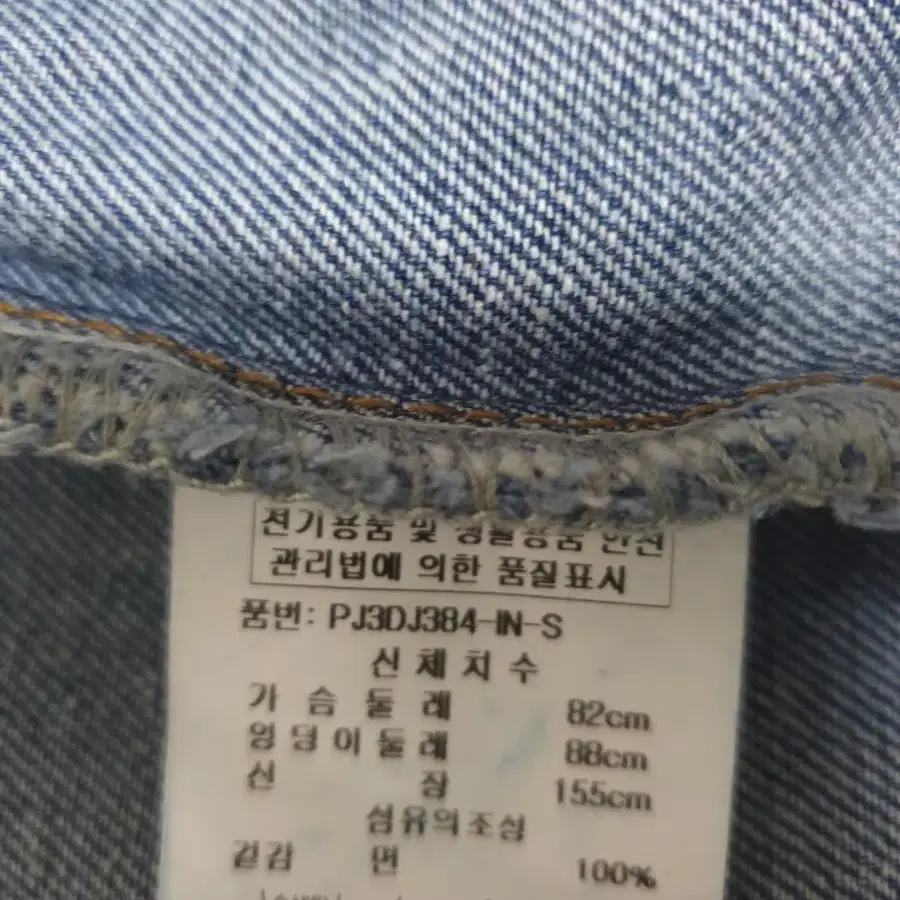 전기용품 및 생활용품 안전
관리법에 의한 품질표시
품번: PJ3DJ384-IN-S
신체치수
가슴둘레 82cm
엉덩이둘레 88cm
신장 155cm
섬유의조성
겉감 면 100%